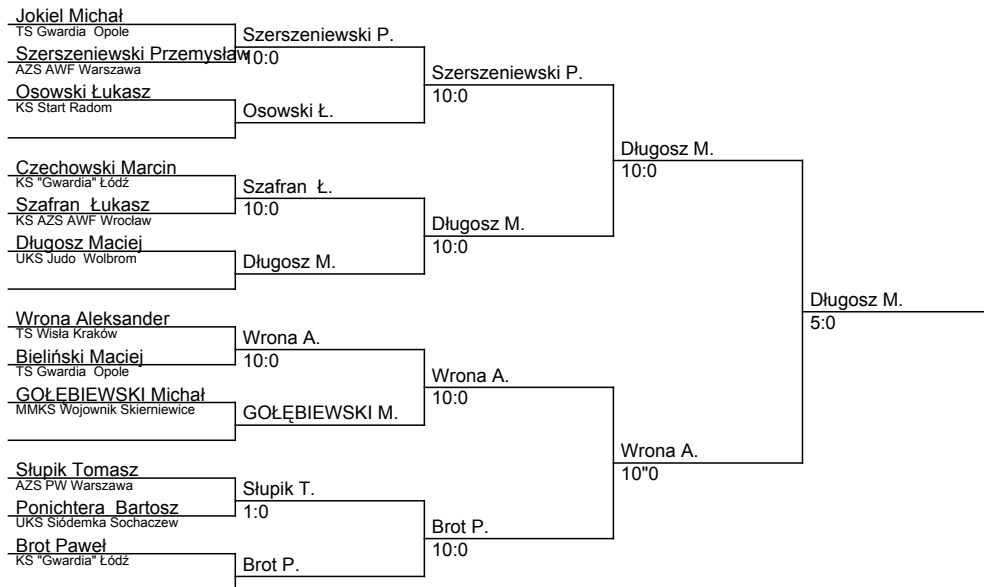 Jokiel Michał
TS Gwardia Opole
Szerszeniewski P.
Szerszeniewski Przemysław
10:0
AZS AWF Warszawa
Szerszeniewski P.
10:0
Osowski Łukasz
KS Start Radom
Osowski Ł.
Długosz M.
10:0
Czechowski Marcin
KS "Gwardia" Łódź
Szafran Ł.
10:0
Szafran Łukasz
KS AZS AWF Wrocław
Długosz M.
10:0
Długosz Maciej
UKS Judo Wolbrom
Długosz M.
Długosz M.
5:0
Wrona Aleksander
TS Wisła Kraków
Wrona A.
10:0
Bieliński Maciej
TS Gwardia Opole
Wrona A.
10:0
GOŁĘBIEWSKI Michał
MMKS Wojownik Skierniewice
GOŁĘBIEWSKI M.
Wrona A.
10"0
Słupik Tomasz
AZS PW Warszawa
Słupik T.
1:0
Ponichtera Bartosz
UKS Siódemka Sochaczew
Brot P.
10:0
Brot Paweł
KS "Gwardia" Łódź
Brot P.